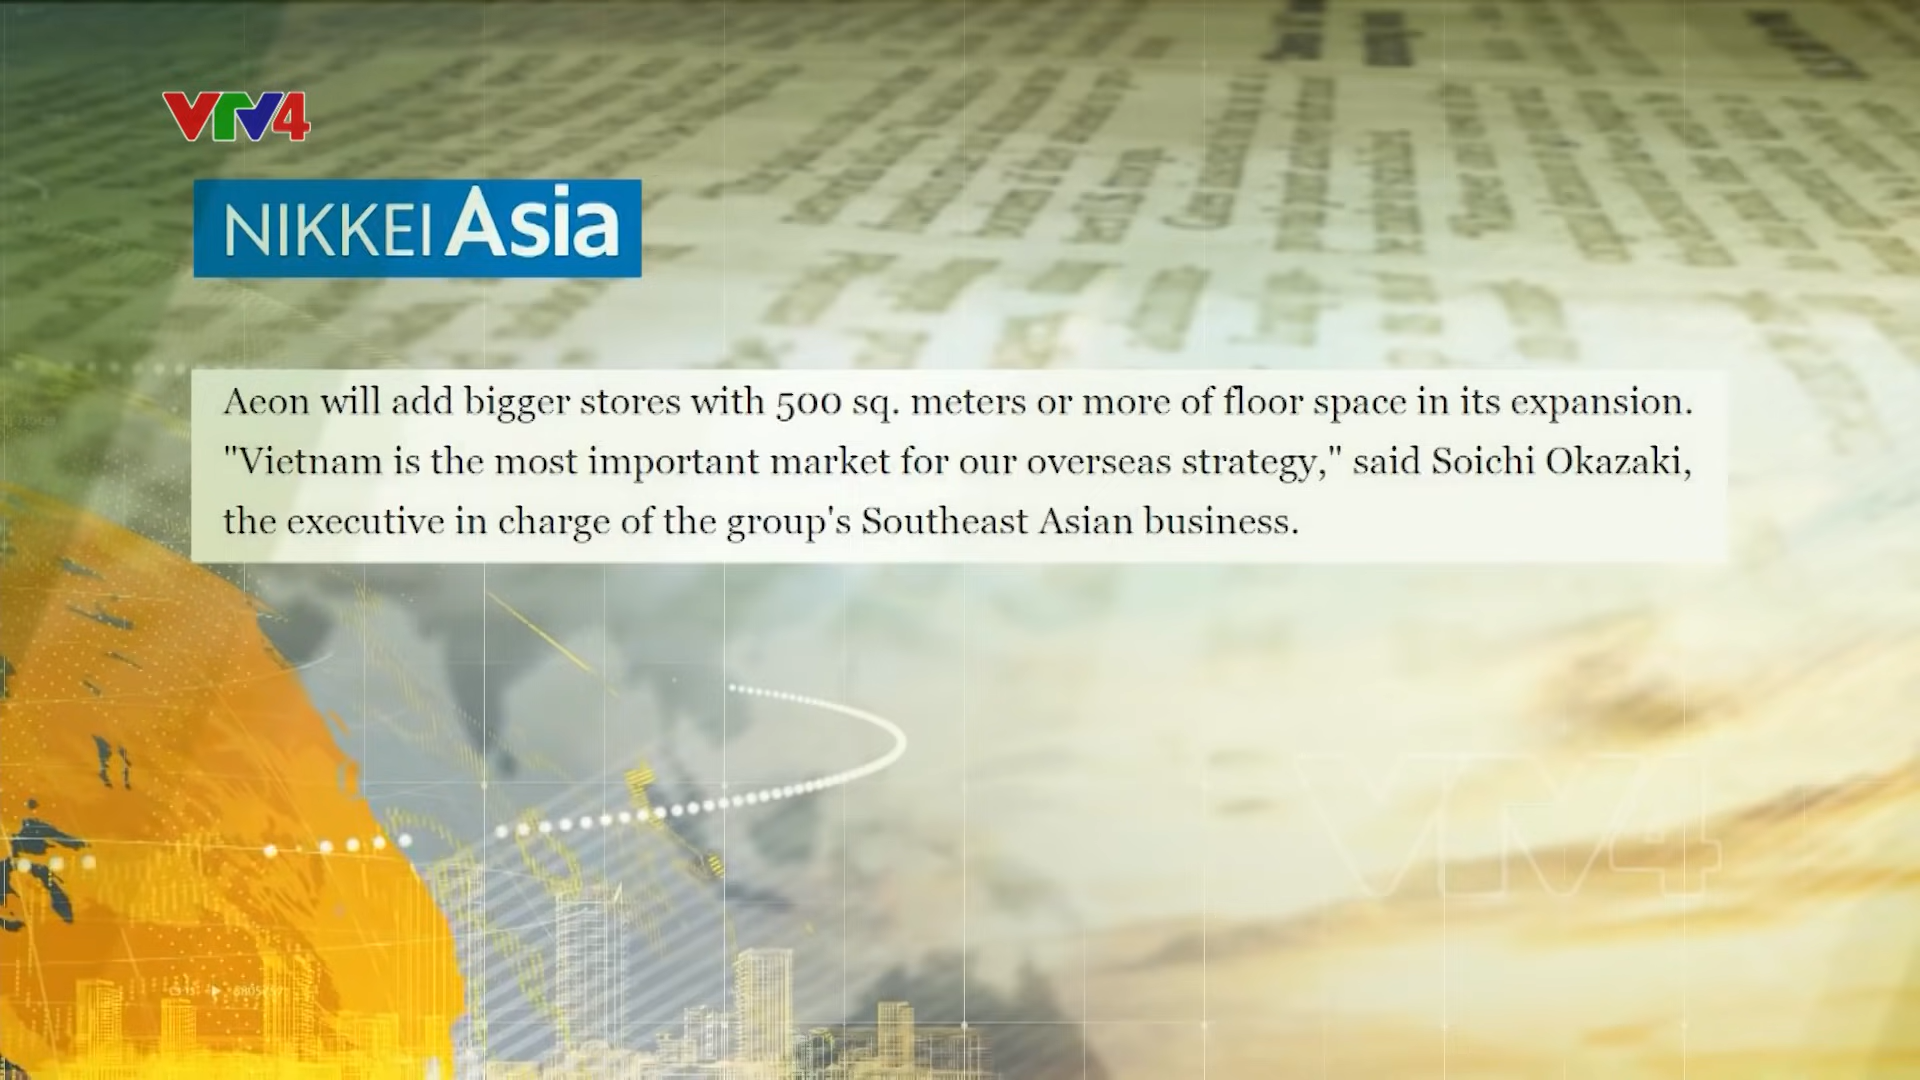 VTV4
NIKKEI Asia
Aeon will add bigger stores with 500 sq. meters or more of floor space in its expansion.
"Vietnam is the most important market for our overseas strategy," said Soichi Okazaki,
the executive in charge of the group's Southeast Asian business.
VTV4